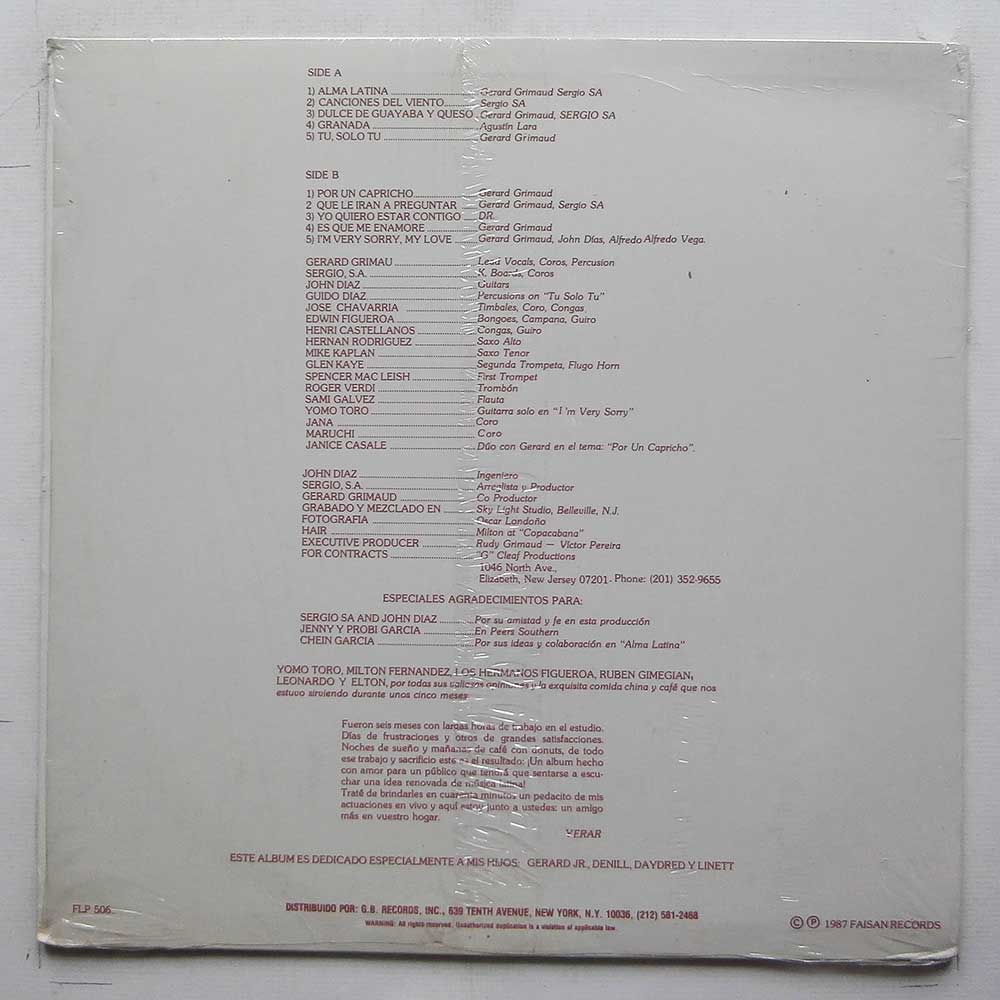 SIDE A
1) ALMA LATINA Gerard Grimaud Sergio SA
2) CANCIONES DEL VIENTO Sergio SA
3) DULCE DE GUAYABA Y QUESO Gerard Grimaud, SERGIO SA
4) GRANADA Agustín Lara
5) TU, SOLO TU Gerard Grimaud
SIDE B
1) POR UN CAPRICHO Gerard Grimaud
2 QUE LE IRAN A PREGUNTAR Gerard Grimaud, Sergio SA
3) YO QUIERO ESTAR CONTIGO DR.
4) ES QUE ME ENAMORE Gerard Grimaud
5) I'M VERY SORRY, MY LOVE Gerard Grimaud, John Días, Alfredo Alfredo Vega.
GERARD GRIMAU Lead Vocals, Coros, Percusion
SERGIO, S.A. K. Boards, Coros
JOHN DIAZ Guitars
GUIDO DIAZ Percusions on "Tu Solo Tu"
JOSE CHAVARRIA Timbales, Coro, Congas
EDWIN FIGUEROA Bongoes, Campana, Guiro
HENRI CASTELLANOS Congas, Guiro
HERNAN RODRIGUEZ Saxo Alto
MIKE KAPLAN Saxo Tenor
GLEN KAYE Segunda Trompeta, Flugo Horn
SPENCER MAC LEISH First Trompet
ROGER VERDI Trombón
SAMI GALVEZ Flauta
YOMO TORO Guitarra solo en "I'm Very Sorry"
JANA Coro
MARUCHI Coro
JANICE CASALE Dúo con Gerard en el tema: "Por Un Capricho".
JOHN DIAZ Ingeniero
SERGIO, S.A. Arreglista y Productor
GERARD GRIMAUD Co Productor
GRABADO Y MEZCLADO EN Sky Light Studio, Belleville, N.J.
FOTOGRAFIA Oscar Londoño
HAIR Milton at "Copacabana"
EXECUTIVE PRODUCER Rudy Grimaud — Víctor Pereira
FOR CONTRACTS "G" Cleaf Productions
1046 North Ave.,
Elizabeth, New Jersey 07201- Phone: (201) 352-9655
ESPECIALES AGRADECIMIENTOS PARA:
SERGIO SA AND JOHN DIAZ Por su amistad y fe en esta producción
JENNY Y PROBI GARCIA En Peers Southern
CHEIN GARCIA Por sus ideas y colaboración en "Alma Latina"
YOMO TORO, MILTON FERNANDEZ, LOS HERMANOS FIGUEROA, RUBEN GIMEGIAN,
LEONARDO Y ELTON, por todas sus valiosas opiniones y la exquisita comida china y café que nos
estuvo sirviendo durante unos cinco meses
Fueron seis meses con largas horas de trabajo en el estudio.
Días de frustraciones y otros de grandes satisfacciones.
Noches de sueño y mañanas de café con donuts, de todo
ese trabajo y sacrificio este es el resultado: ¡Un album hecho
con amor para un público que tendrá que sentarse a escu-
char una idea renovada de música latina!
Traté de brindarles en cuarenta minutos un pedacito de mis
actuaciones en vivo y aquí estoy junto a ustedes: un amigo
más en vuestro hogar.
YERAR
ESTE ALBUM ES DEDICADO ESPECIALMENTE A MIS HIJOS: GERARD JR., DENILL, DAYDRED Y LINETT
FLP 506
DISTRIBUIDO POR: G.B. RECORDS, INC., 639 TENTH AVENUE, NEW YORK, N.Y. 10036, (212) 581-2468
WARNING: All rights reserved. Unauthorized duplication is a violation of applicable law.
© ℗ 1987 FAISAN RECORDS